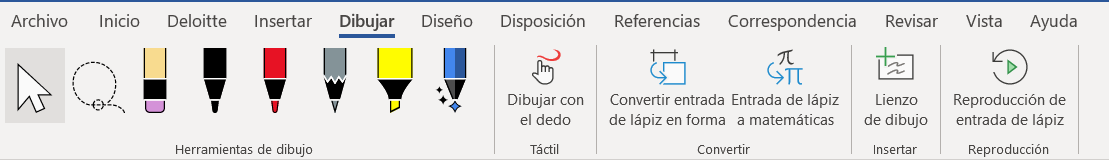 Archivo Inicio Deloitte Insertar Dibujar Diseño Disposición Referencias Correspondencia Revisar Vista Ayuda
Dibujar con
el dedo
Convertir entrada
de lápiz en forma
Entrada de lápiz
a matemáticas
Lienzo
de dibujo
Reproducción de
entrada de lápiz
Herramientas de dibujo Táctil Convertir Insertar Reproducción